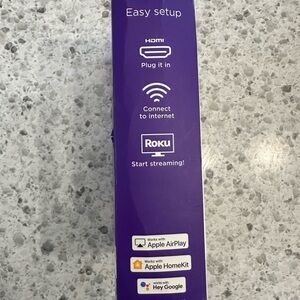 Easy setup
HDMI
Plug it in
Connect
to internet
Roku
Start streaming!
Works with
Apple AirPlay
Works with
Apple HomeKit
works with
Hey Google